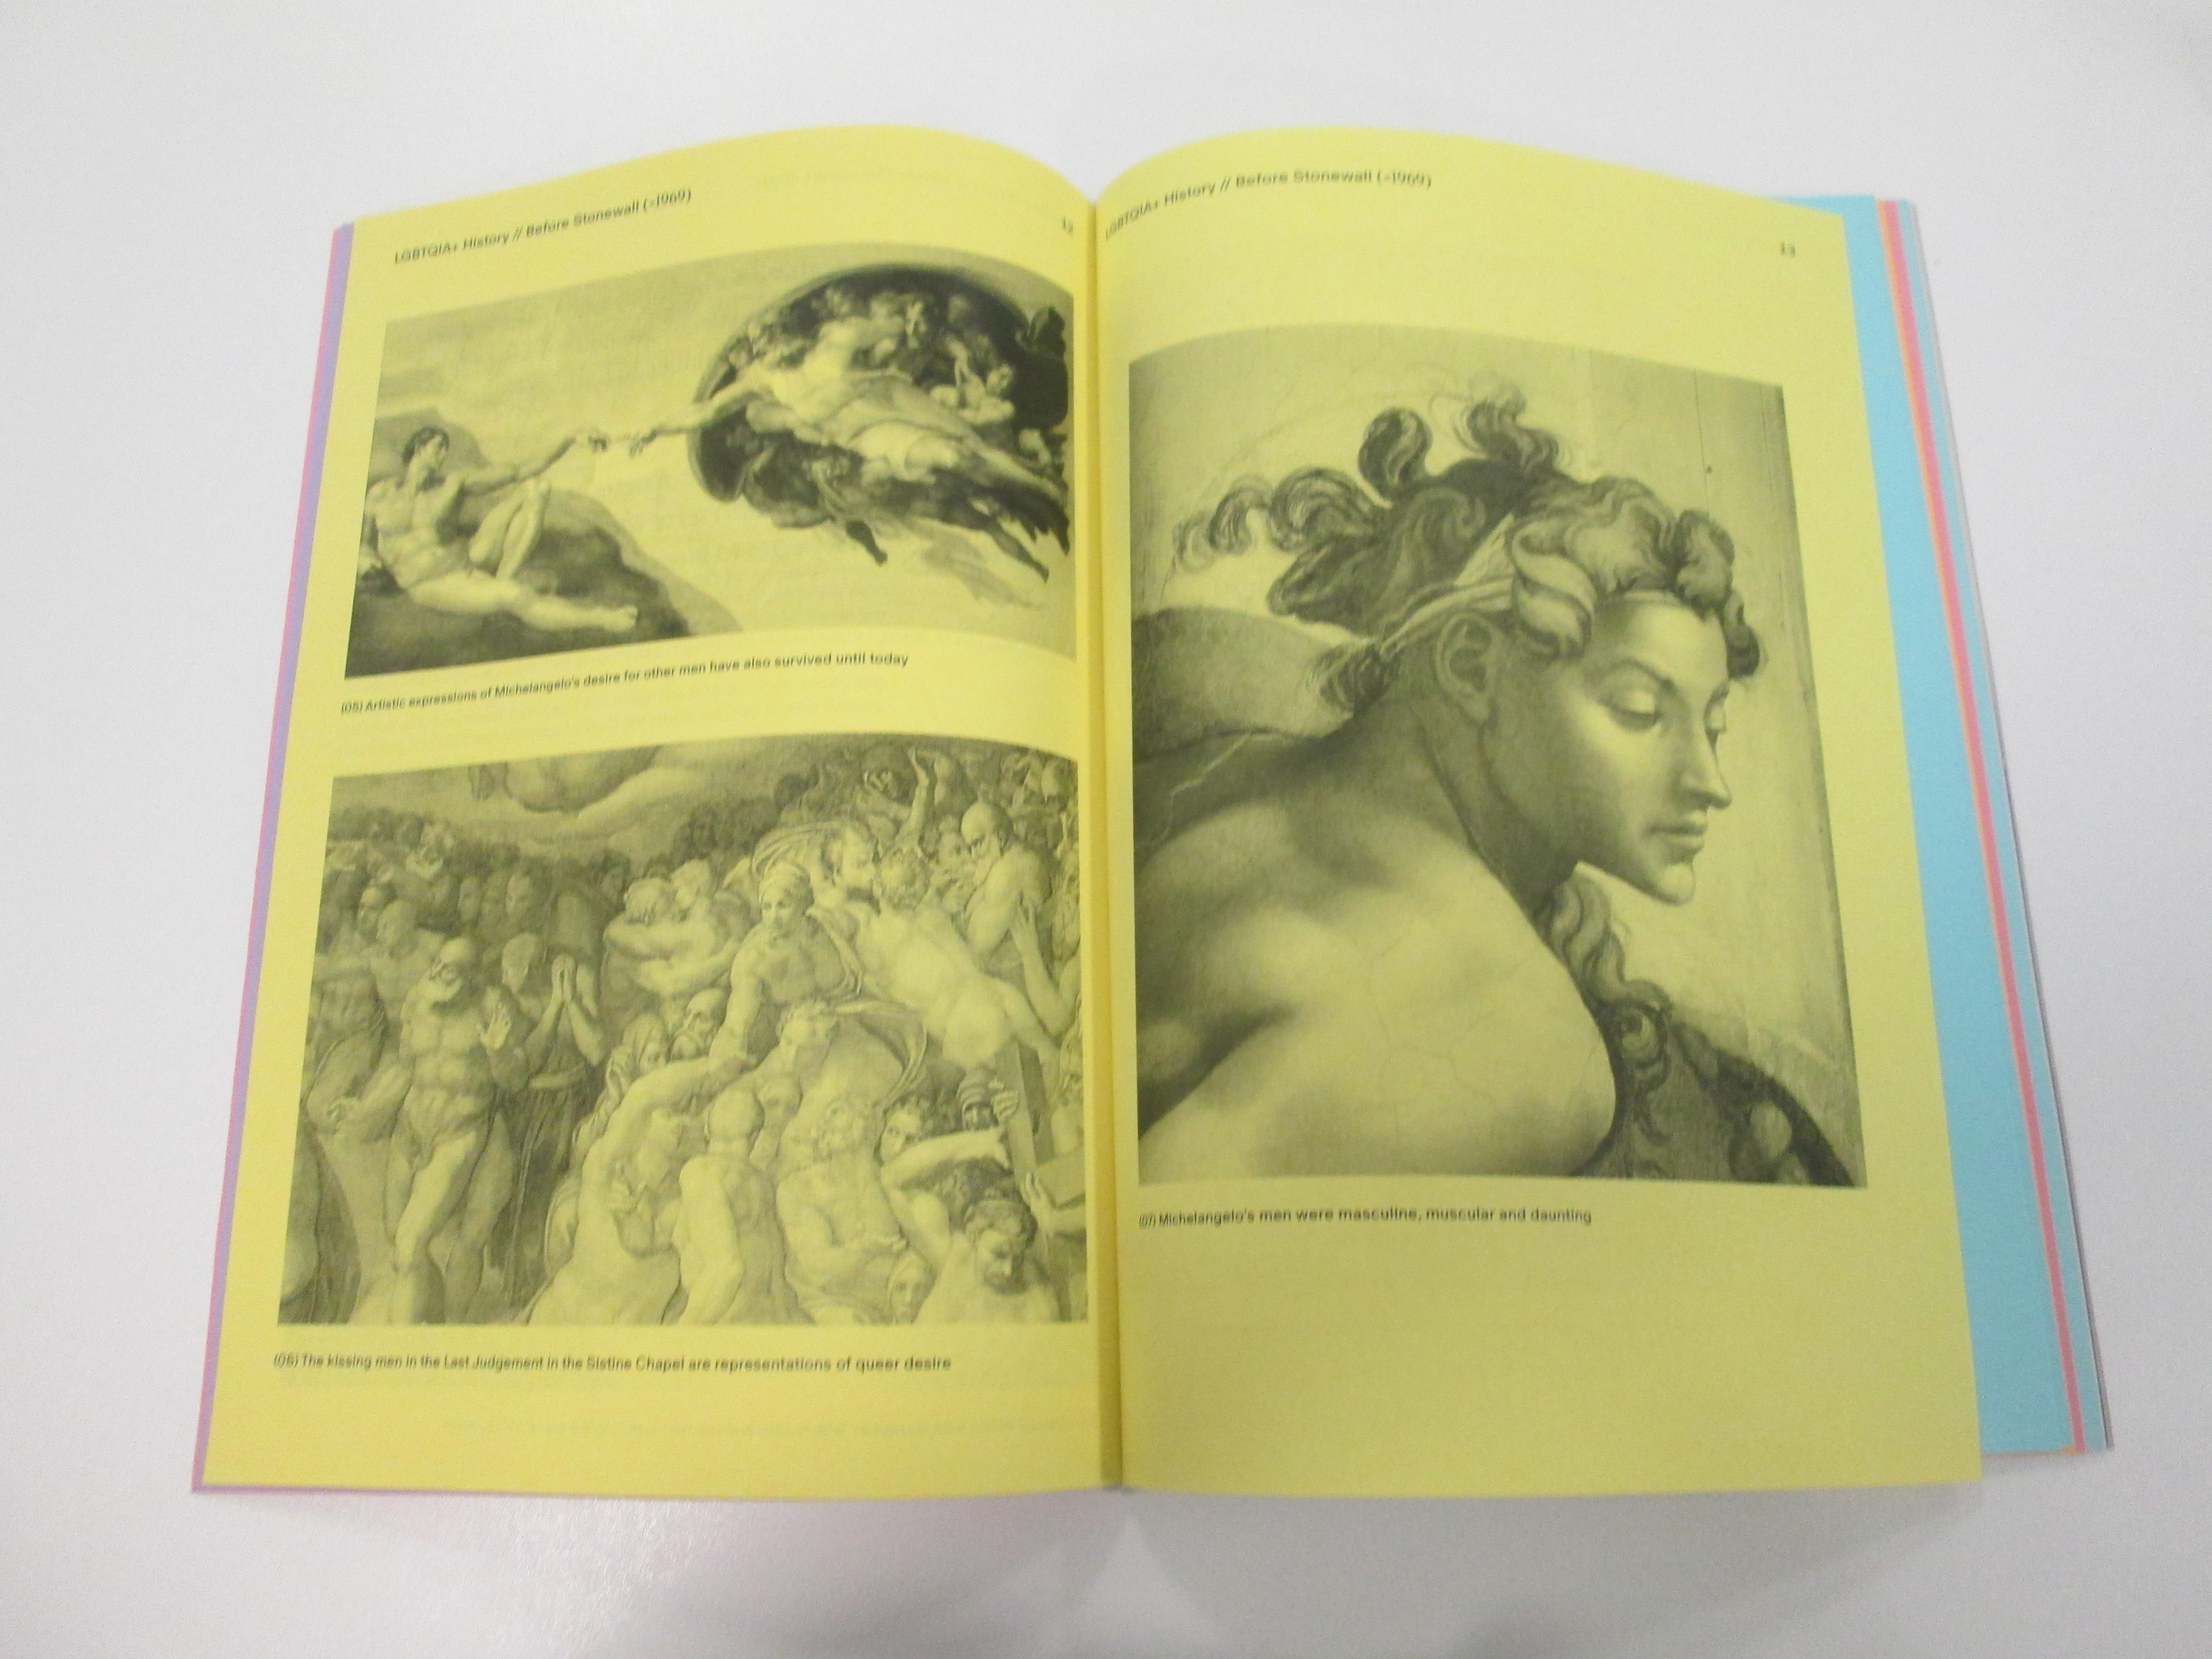 LGBTQIA+ History // Before Stonewall (-1969)
12
(05) Artistic expressions of Michelangelo's desire for other men have also survived until today
(06) The kissing men in the Last Judgement in the Sistine Chapel are representations of queer desire
LGBTQIA+ History // Before Stonewall (-1969)
13
(07) Michelangelo's men were masculine, muscular and daunting